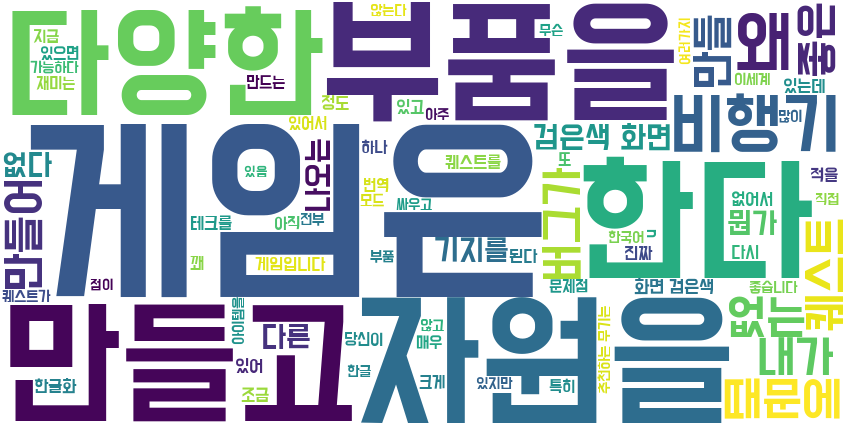 다양한
부품을
게임은
한다
만들고
자원을
비행기
왜
만들
좋은
여러가지
무슨
않는다
지금
있으면
가능하다
재미는
만드는
정도
있고
아주
이세계
있는데
많이
검은색 화면
있어서
하나
퀘스트를
또
버그가
적을
직접
없다
만들어
있음
번역
모드
싸우고
테크를
아직
전부
한국어
진짜
없어서
뭔가
다시
퀘스트
기지를
된다
부품
게임입니다
꽤
퀘스트가
점이
문제점
화면 검은색
좋습니다
아이템을
다른
당신이
않고
매우
추진하는 무기는
없는
내가
때문에
한글화
있어
조금
한글
크게
있지만
특히